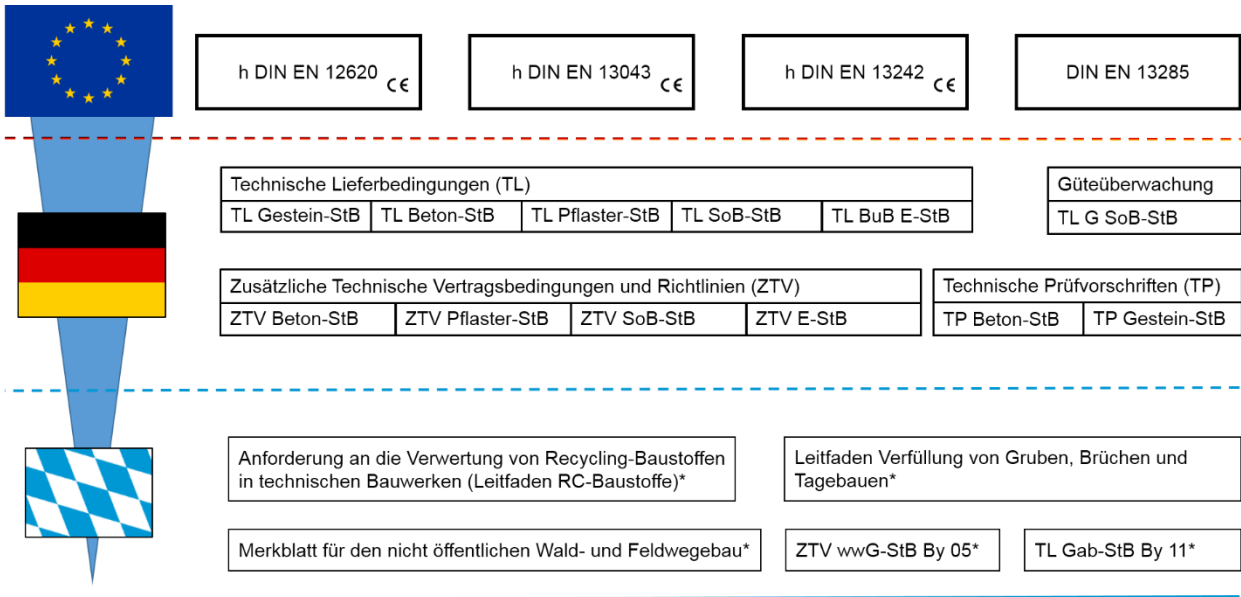 h DIN EN 12620 CE
h DIN EN 13043 CE
h DIN EN 13242 CE
DIN EN 13285
Technische Lieferbedingungen (TL)
TL Gestein-StB
TL Beton-StB
TL Pflaster-StB
TL SoB-StB
TL BuB E-StB
Güteüberwachung
TL G SoB-StB
Zusätzliche Technische Vertragsbedingungen und Richtlinien (ZTV)
ZTV Beton-StB
ZTV Pflaster-StB
ZTV SoB-StB
ZTV E-StB
Technische Prüfvorschriften (TP)
TP Beton-StB
TP Gestein-StB
Anforderung an die Verwertung von Recycling-Baustoffen
in technischen Bauwerken (Leitfaden RC-Baustoffe)*
Leitfaden Verfüllung von Gruben, Brüchen und
Tagebauen*
Merkblatt für den nicht öffentlichen Wald- und Feldwegebau*
ZTV wwG-StB By 05*
TL Gab-StB By 11*